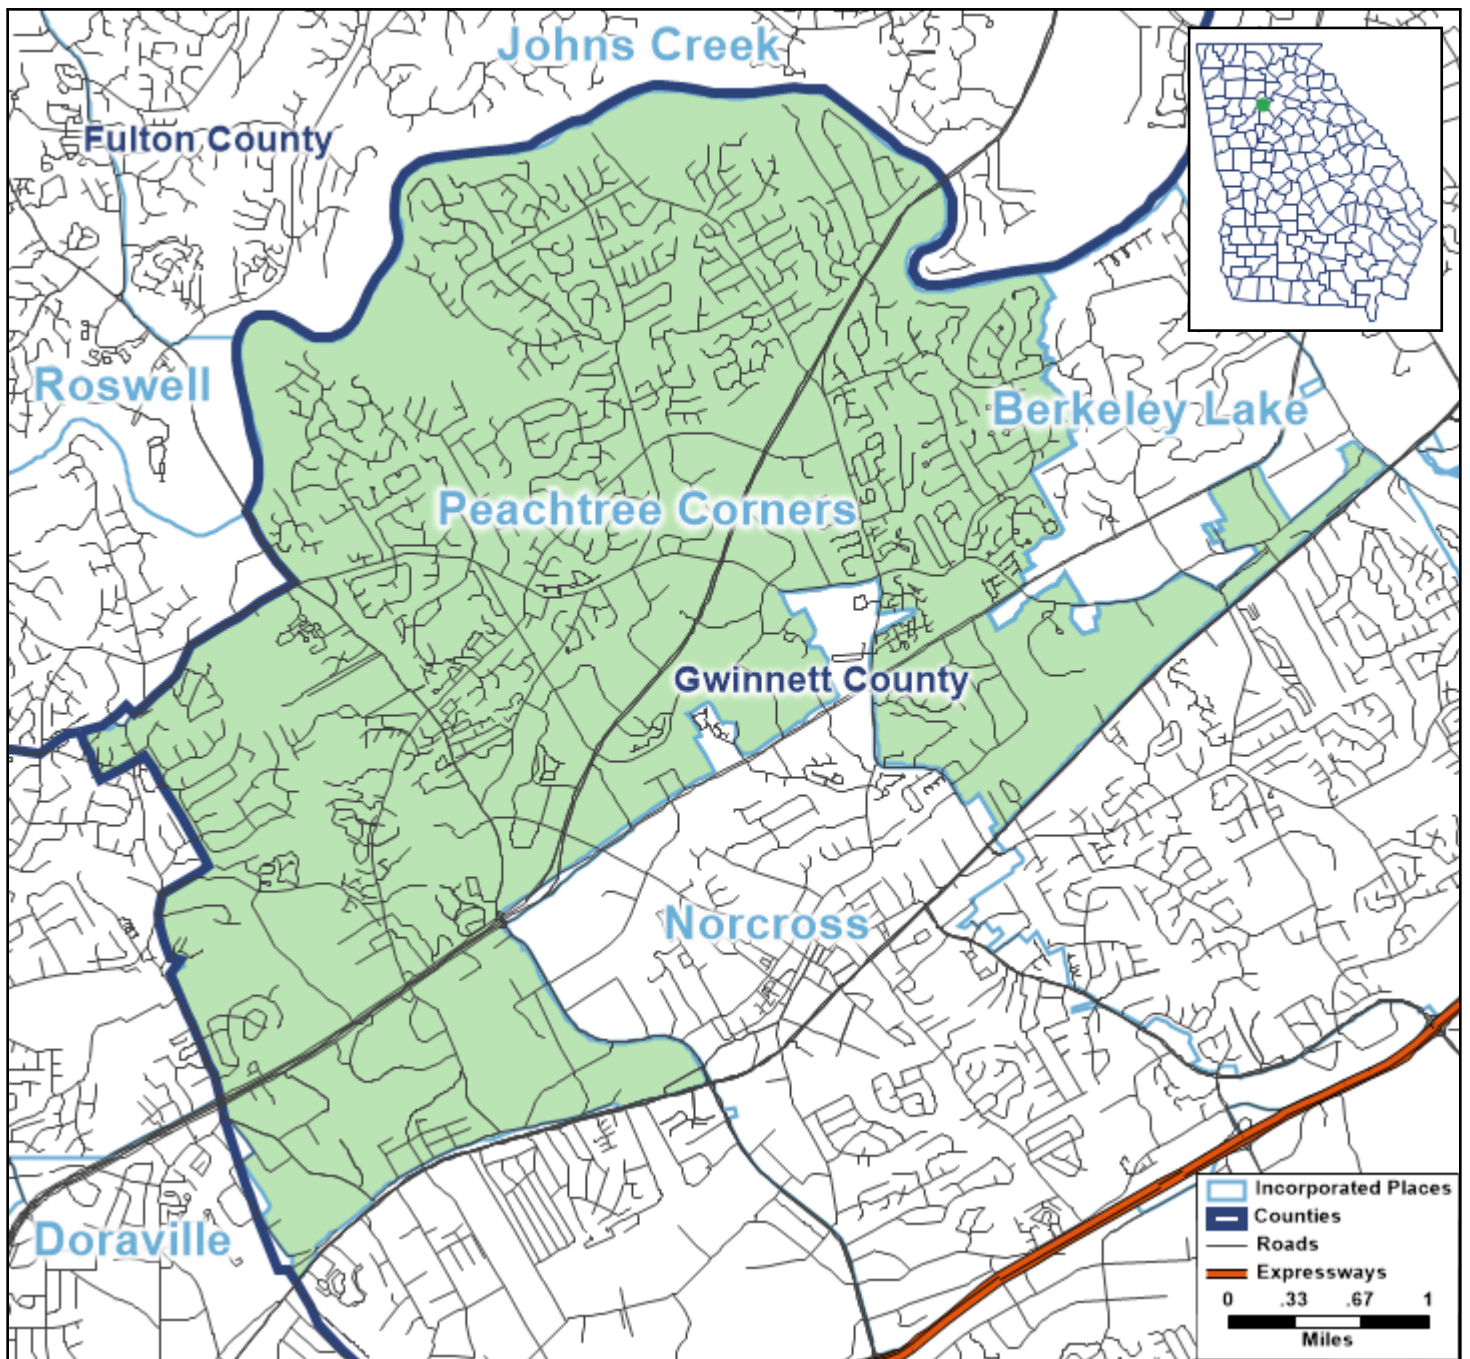 Johns Creek
Fulton County
Roswell
Berkeley Lake
Peachtree Corners
Gwinnett County
Norcross
Doraville
Incorporated Places
Counties
Roads
Expressways
0 .33 .67 1
Miles